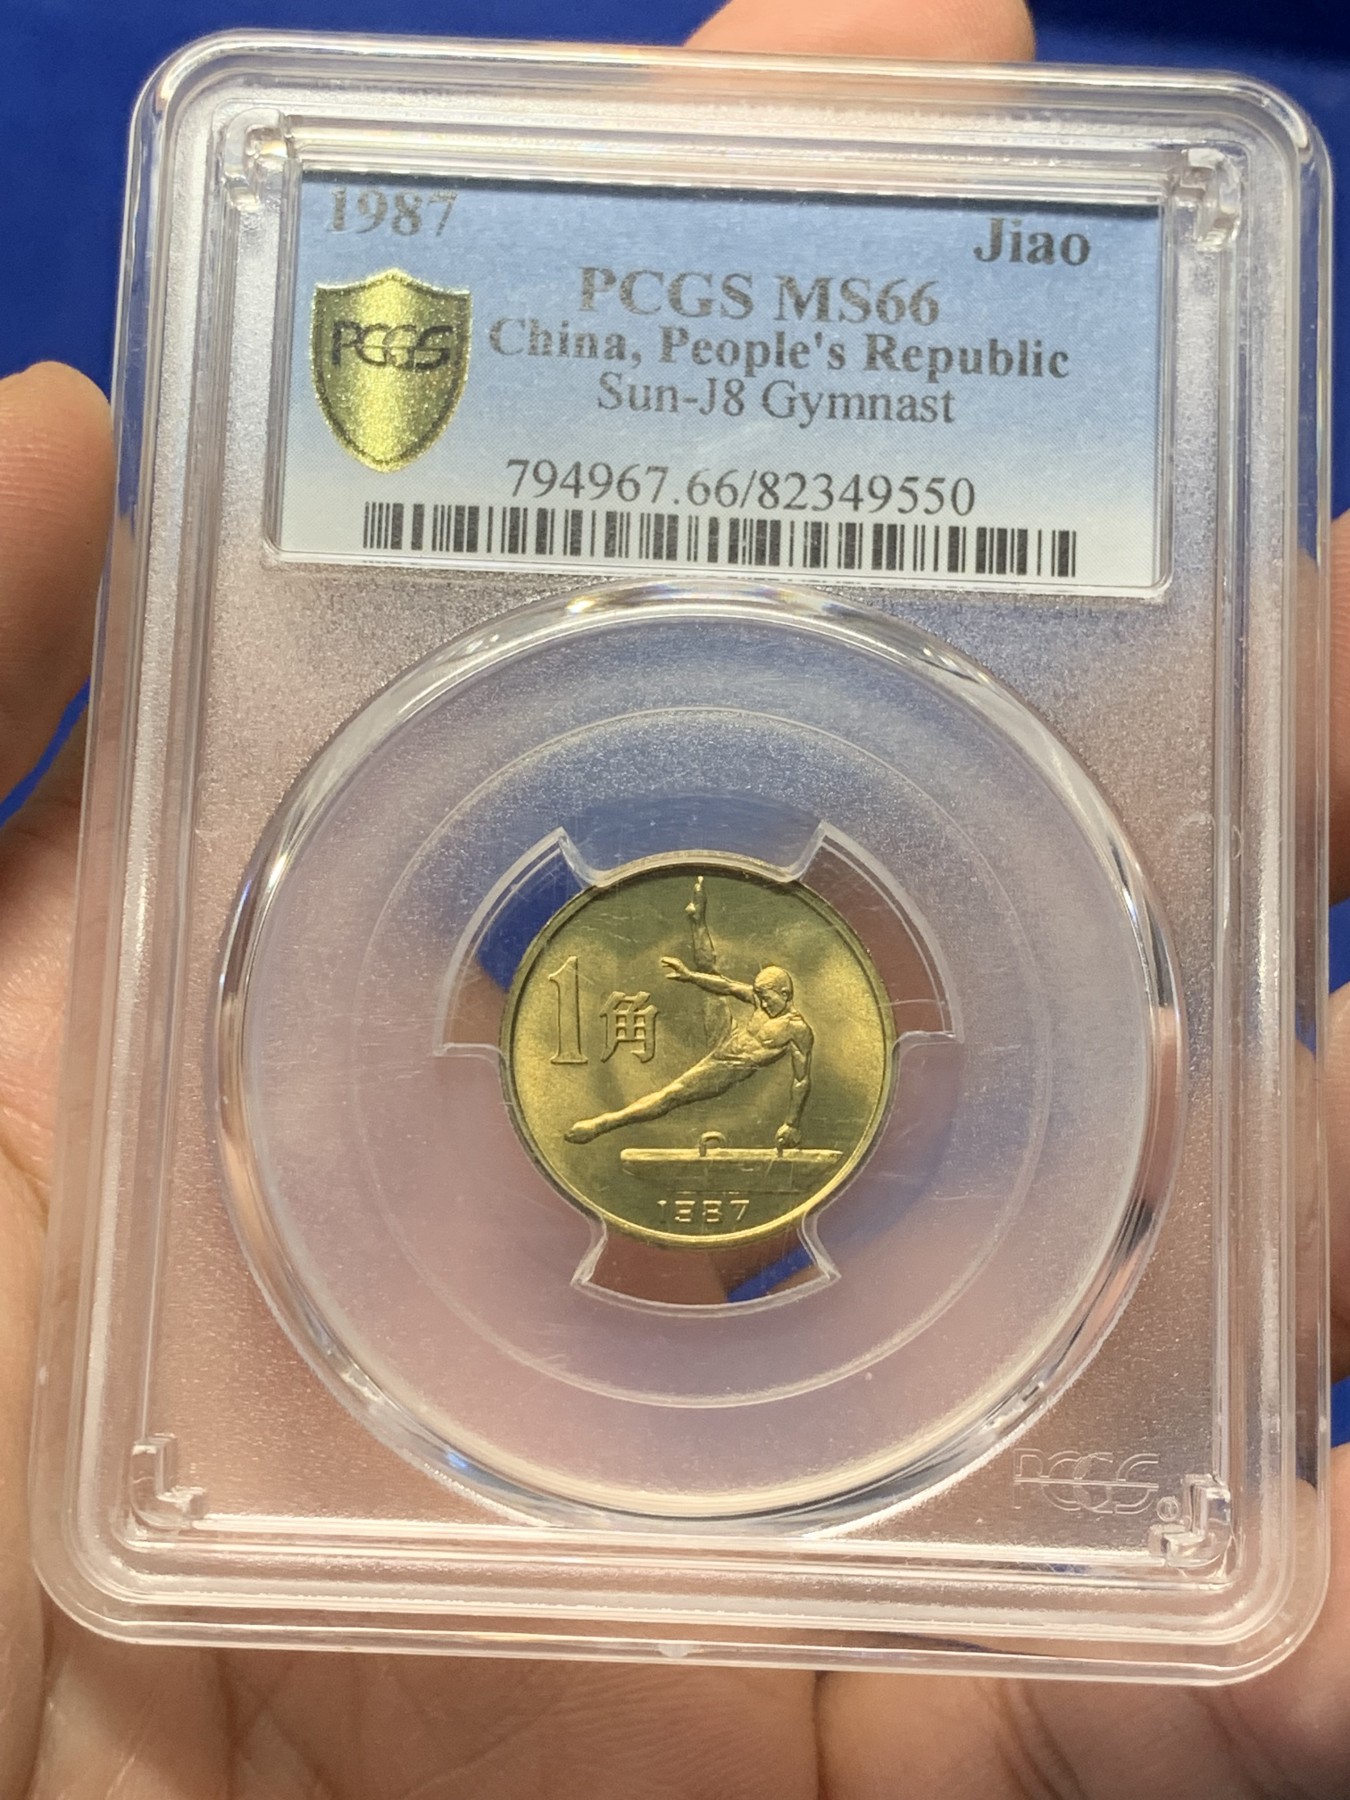 1987
Jiao
PCGS MS66
PCGS
China, People's Republic
Sun-J8 Gymnast
794967.66/82349550
1角
1987
PCGS